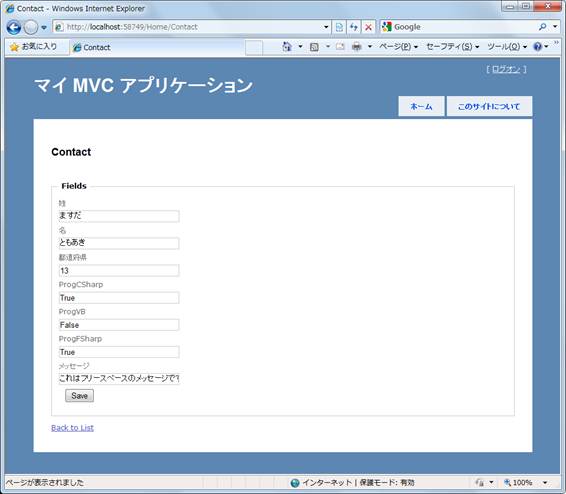 Contact - Windows Internet Explorer
http://localhost:58749/Home/Contact
Google
お気に入り
Contact
ページ(P)
セーフティ(S)
ツール(O)
[ ログオン ]
マイ MVC アプリケーション
ホーム
このサイトについて
Contact
Fields
姓
ますだ
名
ともあき
都道府県
13
ProgCSharp
True
ProgVB
False
ProgFSharp
True
メッセージ
これはフリースペースのメッセージです
Save
Back to List
ページが表示されました
インターネット | 保護モード: 有効
100%